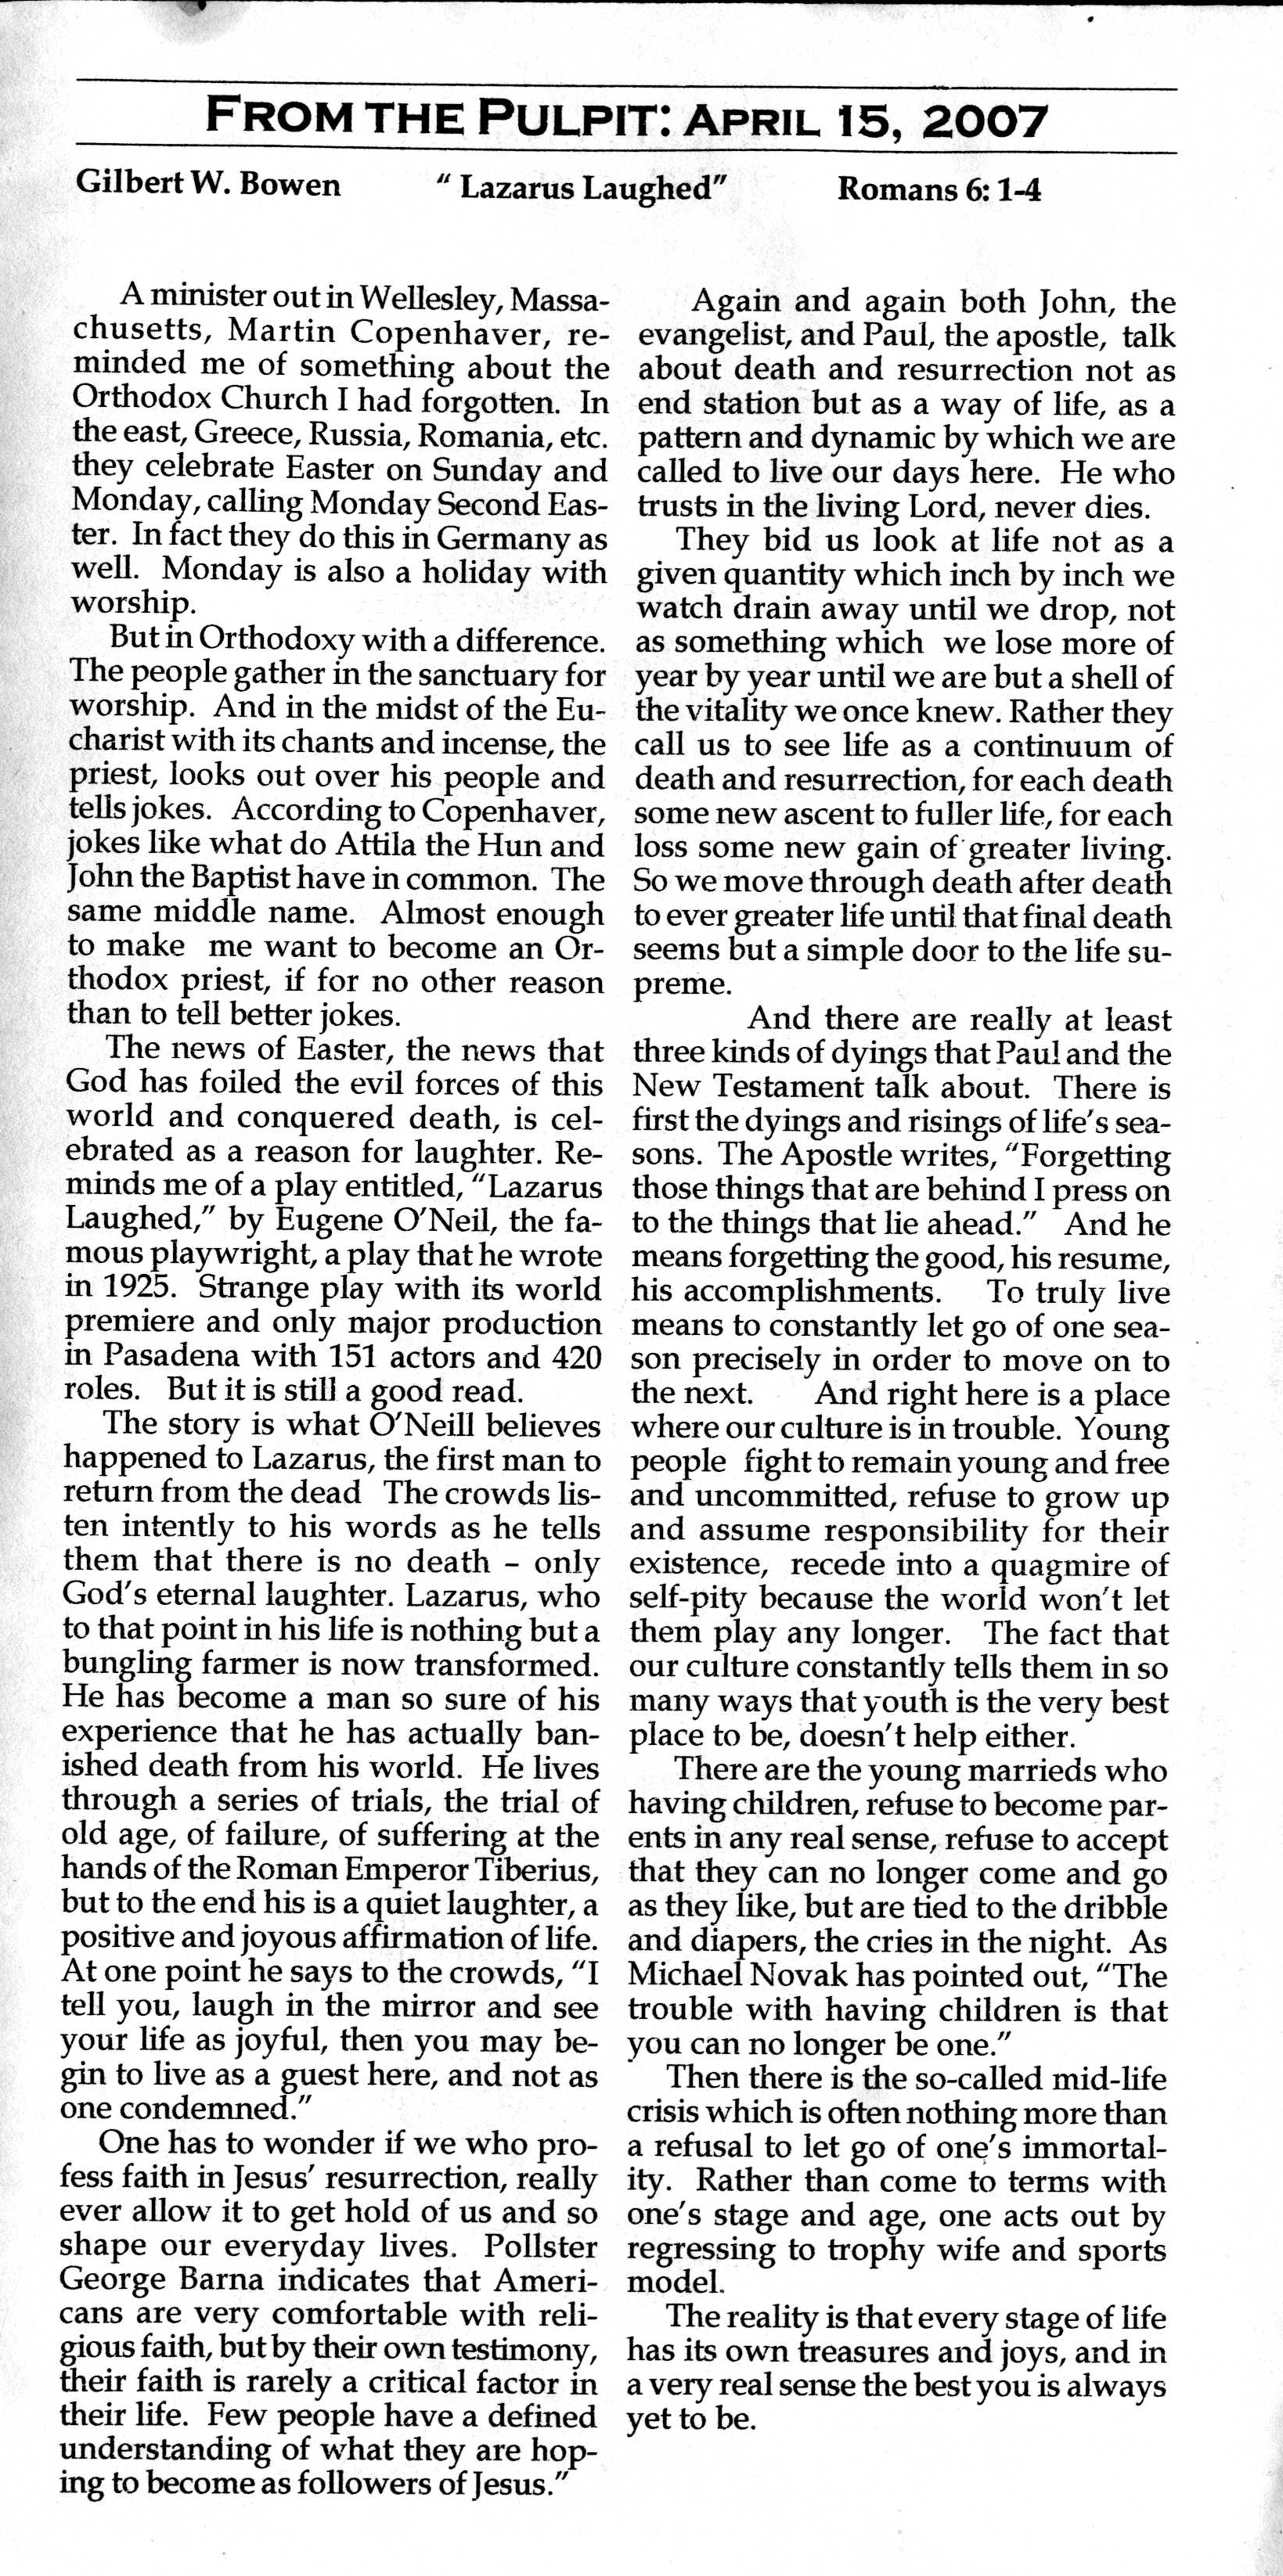 FROM THE PULPIT: APRIL 15, 2007
Gilbert W. Bowen " Lazarus Laughed" Romans 6: 1-4
A minister out in Wellesley, Massa-
chusetts, Martin Copenhaver, re-
minded me of something about the
Orthodox Church I had forgotten. In
the east, Greece, Russia, Romania, etc.
they celebrate Easter on Sunday and
Monday, calling Monday Second Eas-
ter. In fact they do this in Germany as
well. Monday is also a holiday with
worship.
But in Orthodoxy with a difference.
The people gather in the sanctuary for
worship. And in the midst of the Eu-
charist with its chants and incense, the
priest, looks out over his people and
tells jokes. According to Copenhaver,
jokes like what do Attila the Hun and
John the Baptist have in common. The
same middle name. Almost enough
to make me want to become an Or-
thodox priest, if for no other reason
than to tell better jokes.
The news of Easter, the news that
God has foiled the evil forces of this
world and conquered death, is cel-
ebrated as a reason for laughter. Re-
minds me of a play entitled, "Lazarus
Laughed," by Eugene O'Neil, the fa-
mous playwright, a play that he wrote
in 1925. Strange play with its world
premiere and only major production
in Pasadena with 151 actors and 420
roles. But it is still a good read.
The story is what O'Neill believes
happened to Lazarus, the first man to
return from the dead The crowds lis-
ten intently to his words as he tells
them that there is no death – only
God's eternal laughter. Lazarus, who
to that point in his life is nothing but a
bungling farmer is now transformed.
He has become a man so sure of his
experience that he has actually ban-
ished death from his world. He lives
through a series of trials, the trial of
old age, of failure, of suffering at the
hands of the Roman Emperor Tiberius,
but to the end his is a quiet laughter, a
positive and joyous affirmation of life.
At one point he says to the crowds, "I
tell you, laugh in the mirror and see
your life as joyful, then you may be-
gin to live as a guest here, and not as
one condemned."
One has to wonder if we who pro-
fess faith in Jesus' resurrection, really
ever allow it to get hold of us and so
shape our everyday lives. Pollster
George Barna indicates that Ameri-
cans are very comfortable with reli-
gious faith, but by their own testimony,
their faith is rarely a critical factor in
their life. Few people have a defined
understanding of what they are hop-
ing to become as followers of Jesus."
Again and again both John, the
evangelist, and Paul, the apostle, talk
about death and resurrection not as
end station but as a way of life, as a
pattern and dynamic by which we are
called to live our days here. He who
trusts in the living Lord, never dies.
They bid us look at life not as a
given quantity which inch by inch we
watch drain away until we drop, not
as something which we lose more of
year by year until we are but a shell of
the vitality we once knew. Rather they
call us to see life as a continuum of
death and resurrection, for each death
some new ascent to fuller life, for each
loss some new gain of greater living.
So we move through death after death
to ever greater life until that final death
seems but a simple door to the life su-
preme.
And there are really at least
three kinds of dyings that Paul and the
New Testament talk about. There is
first the dyings and risings of life's sea-
sons. The Apostle writes, "Forgetting
those things that are behind I press on
to the things that lie ahead." And he
means forgetting the good, his resume,
his accomplishments. To truly live
means to constantly let go of one sea-
son precisely in order to move on to
the next. And right here is a place
where our culture is in trouble. Young
people fight to remain young and free
and uncommitted, refuse to grow up
and assume responsibility for their
existence, recede into a quagmire of
self-pity because the world won't let
them play any longer. The fact that
our culture constantly tells them in so
many ways that youth is the very best
place to be, doesn't help either.
There are the young marrieds who
having children, refuse to become par-
ents in any real sense, refuse to accept
that they can no longer come and go
as they like, but are tied to the dribble
and diapers, the cries in the night. As
Michael Novak has pointed out, "The
trouble with having children is that
you can no longer be one."
Then there is the so-called mid-life
crisis which is often nothing more than
a refusal to let go of one's immortal-
ity. Rather than come to terms with
one's stage and age, one acts out by
regressing to trophy wife and sports
model.
The reality is that every stage of life
has its own treasures and joys, and in
a very real sense the best you is always
yet to be.